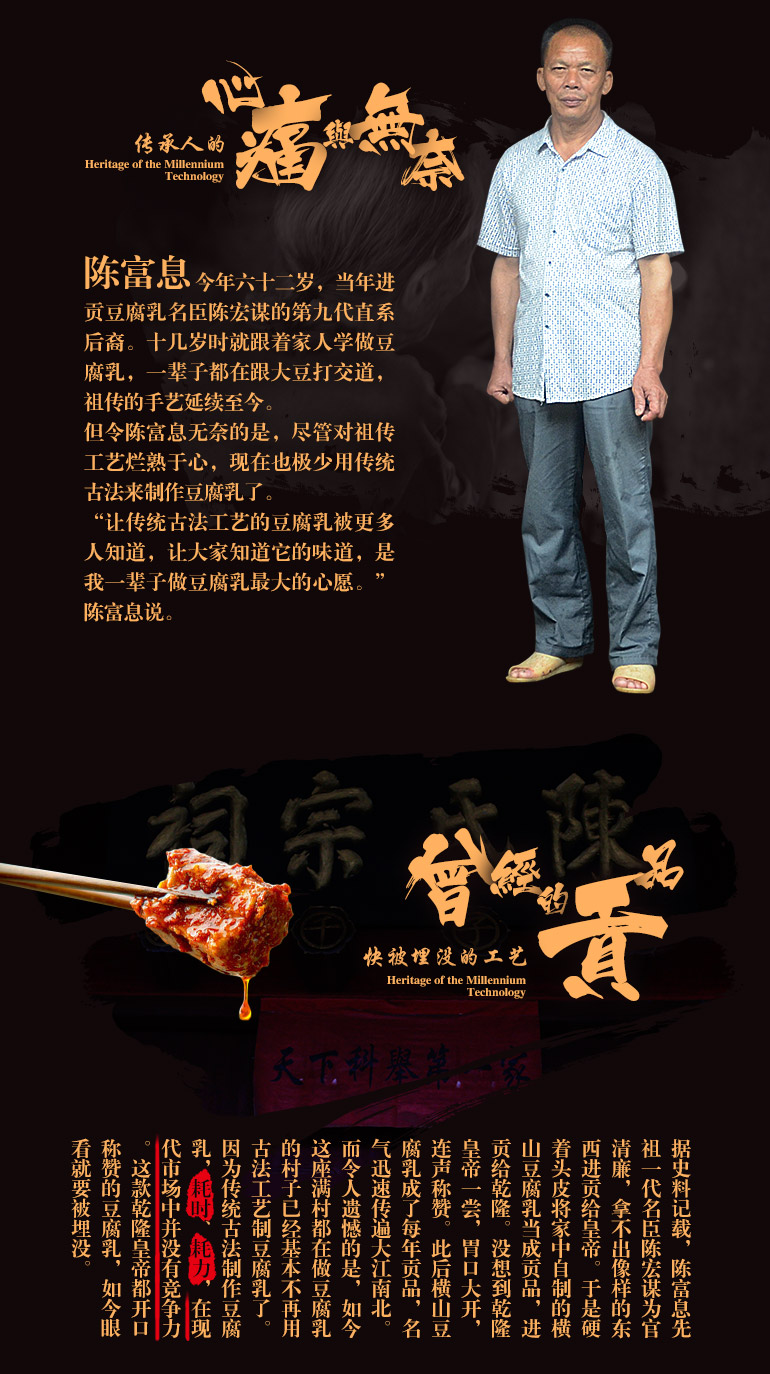 心痛與無奈
传承人的
Heritage of the Millennium
Technology
陈富息 今年六十二岁，当年进
贡豆腐乳名臣陈宏谋的第九代直系
后裔。十几岁时就跟着家人学做豆
腐乳，一辈子都在跟大豆打交道，
祖传的手艺延续至今。
但令陈富息无奈的是，尽管对祖传
工艺烂熟于心，现在也极少用传统
古法来制作豆腐乳了。
“让传统古法工艺的豆腐乳被更多
人知道，让大家知道它的味道，是
我一辈子做豆腐乳最大的心愿。”
陈富息说。
祠宗氏陳
曾經的貢品
快被埋没的工艺
Heritage of the Millennium
Technology
天下科舉第一家
据史料记载，陈富息先
祖一代名臣陈宏谋为官
清廉，拿不出像样的东
西进贡给皇帝。于是硬
着头皮将家中自制的横
山豆腐乳当成贡品，进
贡给乾隆。没想到乾隆
皇帝一尝，胃口大开，
连声称赞。此后横山豆
腐乳成了每年贡品，名
气迅速传遍大江南北。
而令人遗憾的是，如今
这座满村都在做豆腐乳
的村子已经基本不再用
古法工艺制豆腐乳了。
因为传统古法制作豆腐
乳，耗时、耗力，在现
代市场中并没有竞争力
。这款乾隆皇帝都开口
称赞的豆腐乳，如今眼
看就要被埋没。